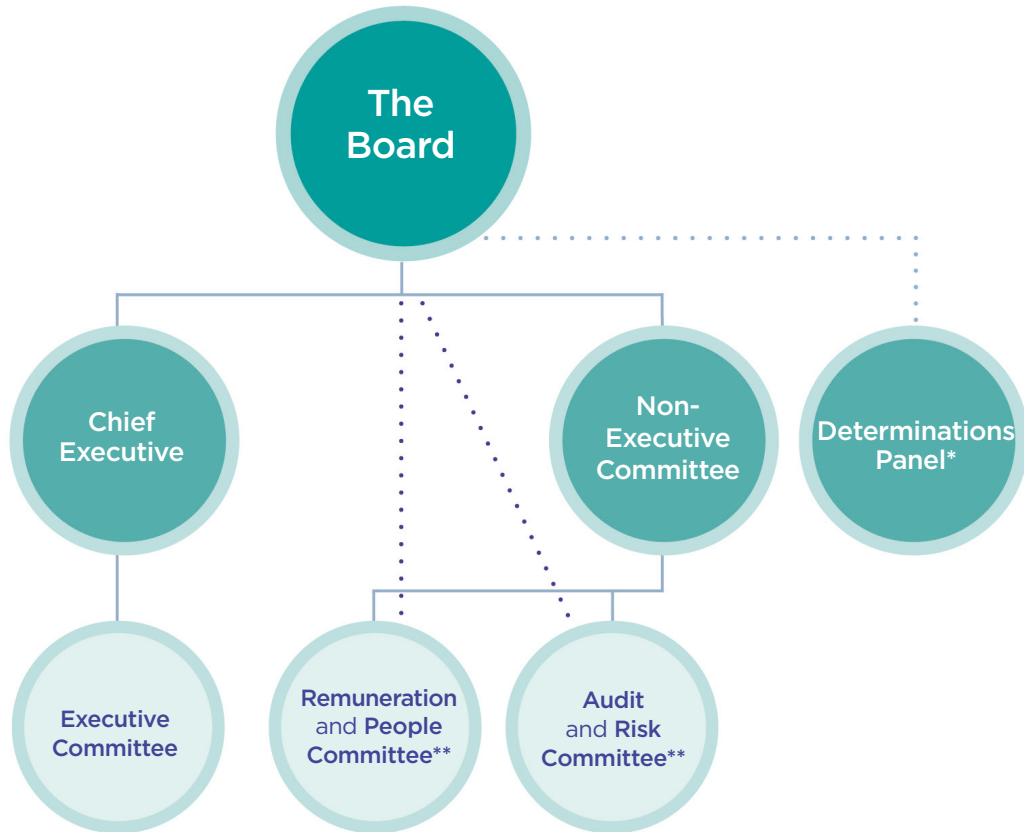 The
Board
Chief
Executive
Non-
Executive
Committee
Determinations
Panel*
Executive
Committee
Remuneration
and People
Committee**
Audit
and Risk
Committee**